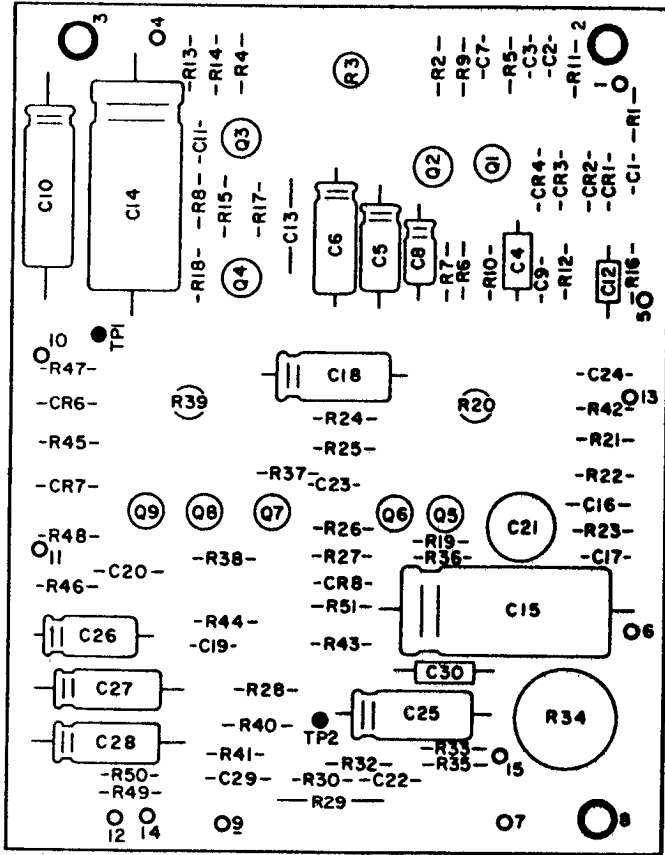 3
4
2
R13
R14
R4
R3
R2
R9
C7
R5
C3
C2
R11
1
R1
C10
C14
C11
Q3
Q2
Q1
CR4
CR3
CR2
CR1
C1
R8
R15
R17
C13
C6
C5
C8
R7
R6
R10
C4
C9
R12
C12
R16
R18
Q4
5
TP1
10
R47
C18
C24
13
CR6
R39
R20
R42
R24
R45
R21
R25
R37
C23
R22
CR7
C16
Q9
Q8
Q7
Q6
Q5
C21
R26
R19
R23
R48
11
R38
R27
R36
C17
C20
R46
CR8
C15
R51
R44
C26
C19
R43
6
C30
C27
R28
C25
R34
R40
TP2
C28
R41
R33
R32
R35
15
R50
C29
R30
C22
R49
R29
12
14
9
7
8